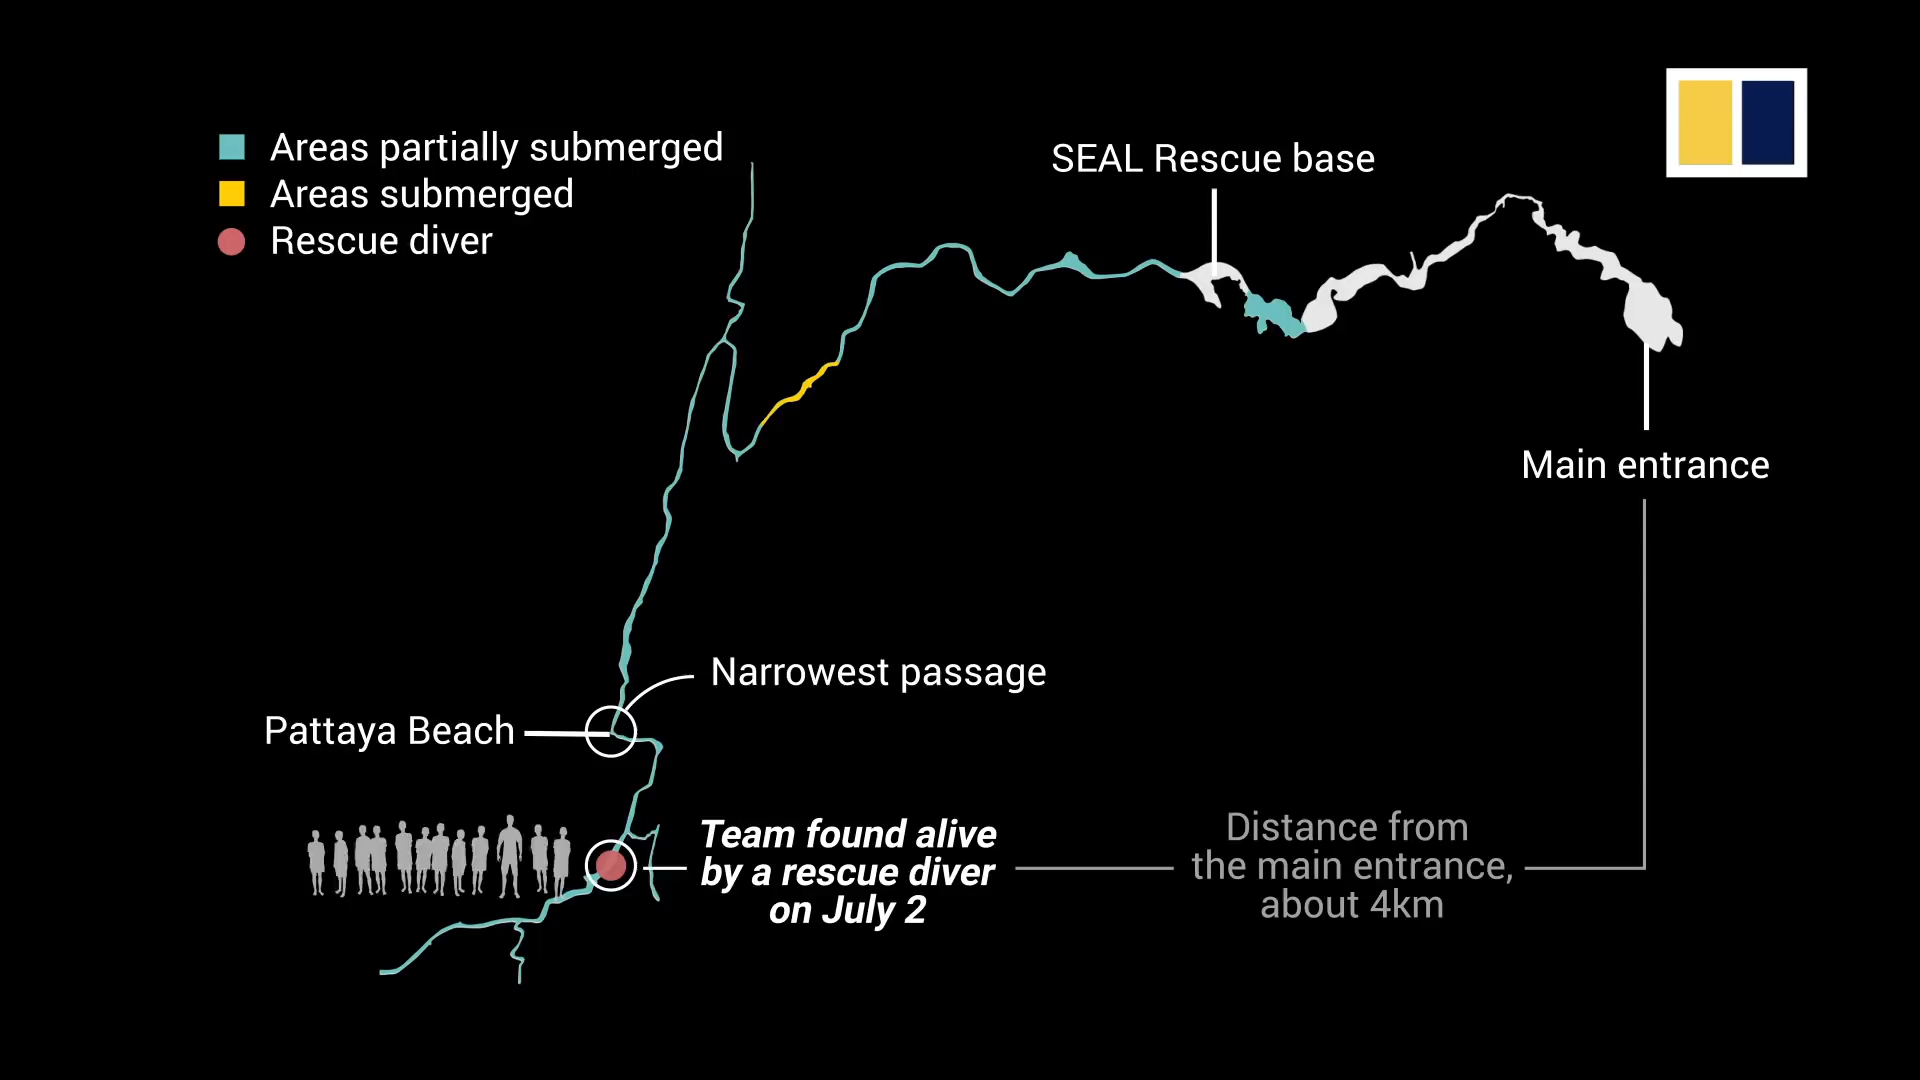 Areas partially submerged
Areas submerged
Rescue diver
SEAL Rescue base
Main entrance
Narrowest passage
Pattaya Beach
Team found alive
by a rescue diver
on July 2
Distance from
the main entrance,
about 4km